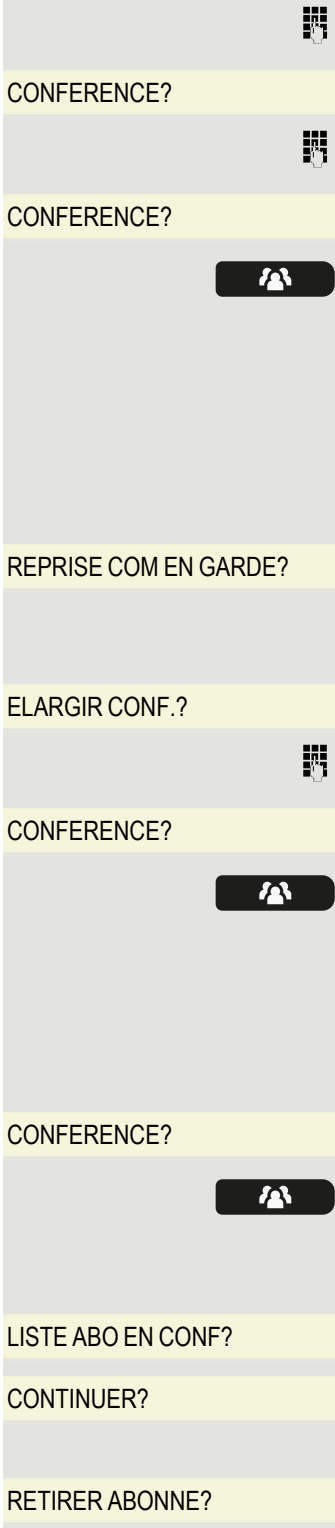 CONFERENCE?
CONFERENCE?
REPRISE COM EN GARDE?
ELARGIR CONF.?
CONFERENCE?
CONFERENCE?
LISTE ABO EN CONF?
CONTINUER?
RETIRER ABONNE?